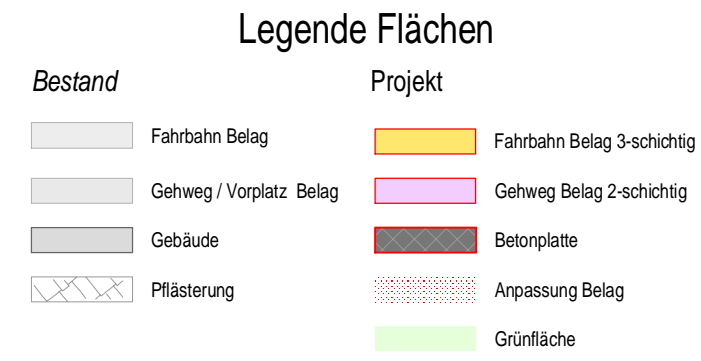 Legende Flächen
Bestand
Fahrbahn Belag
Gehweg / Vorplatz Belag
Gebäude
Pflästerung
Projekt
Fahrbahn Belag 3-schichtig
Gehweg Belag 2-schichtig
Betonplatte
Anpassung Belag
Grünfläche